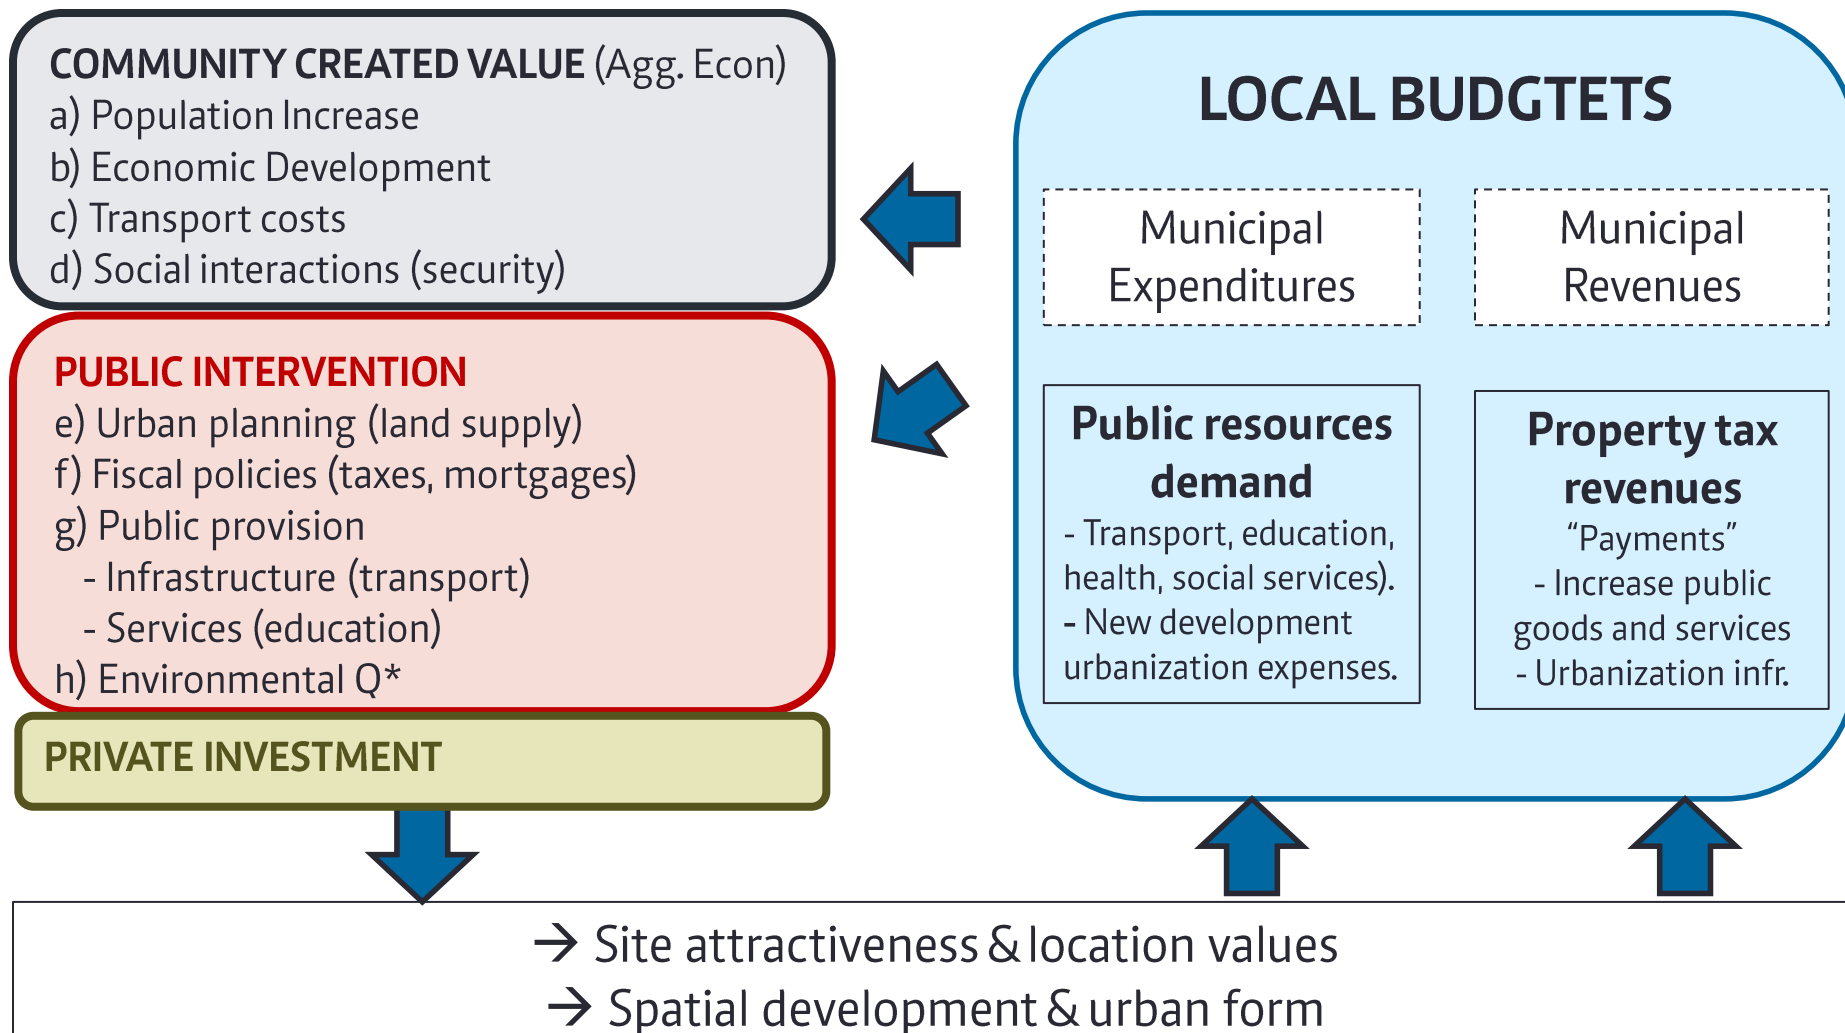 COMMUNITY CREATED VALUE (Agg. Econ)
a) Population Increase
b) Economic Development
c) Transport costs
d) Social interactions (security)
PUBLIC INTERVENTION
e) Urban planning (land supply)
f) Fiscal policies (taxes, mortgages)
g) Public provision
- Infrastructure (transport)
- Services (education)
h) Environmental Q*
PRIVATE INVESTMENT
LOCAL BUDGTETS
Municipal
Expenditures
Municipal
Revenues
Public resources
demand
- Transport, education,
health, social services).
- New development
urbanization expenses.
Property tax
revenues
“Payments”
- Increase public
goods and services
- Urbanization infr.
→ Site attractiveness & location values
→ Spatial development & urban form